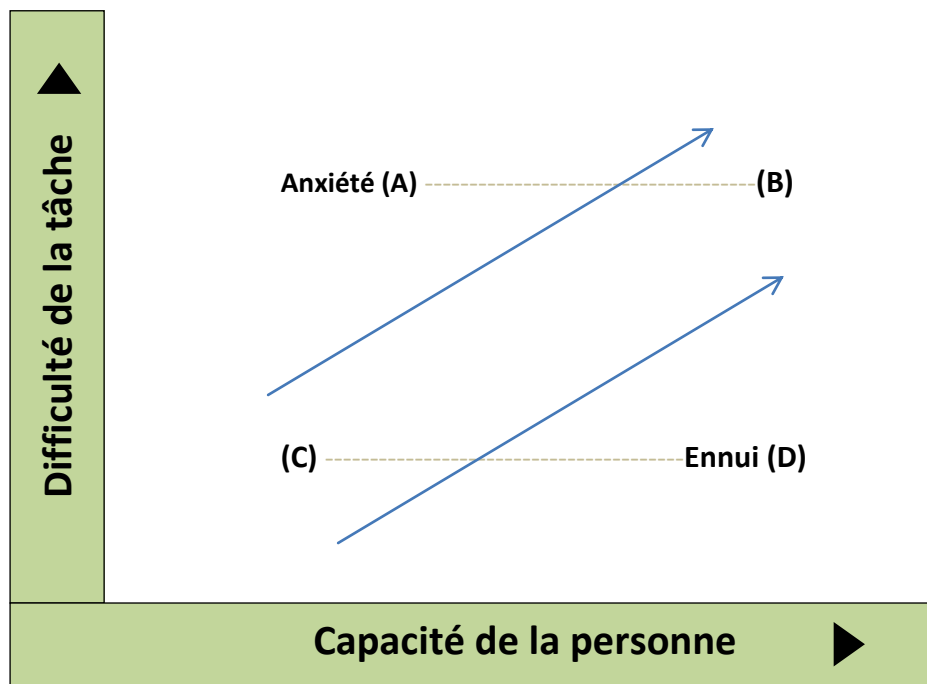 Difficulté de la tâche
Anxiété (A)
(B)
(C)
Ennui (D)
Capacité de la personne